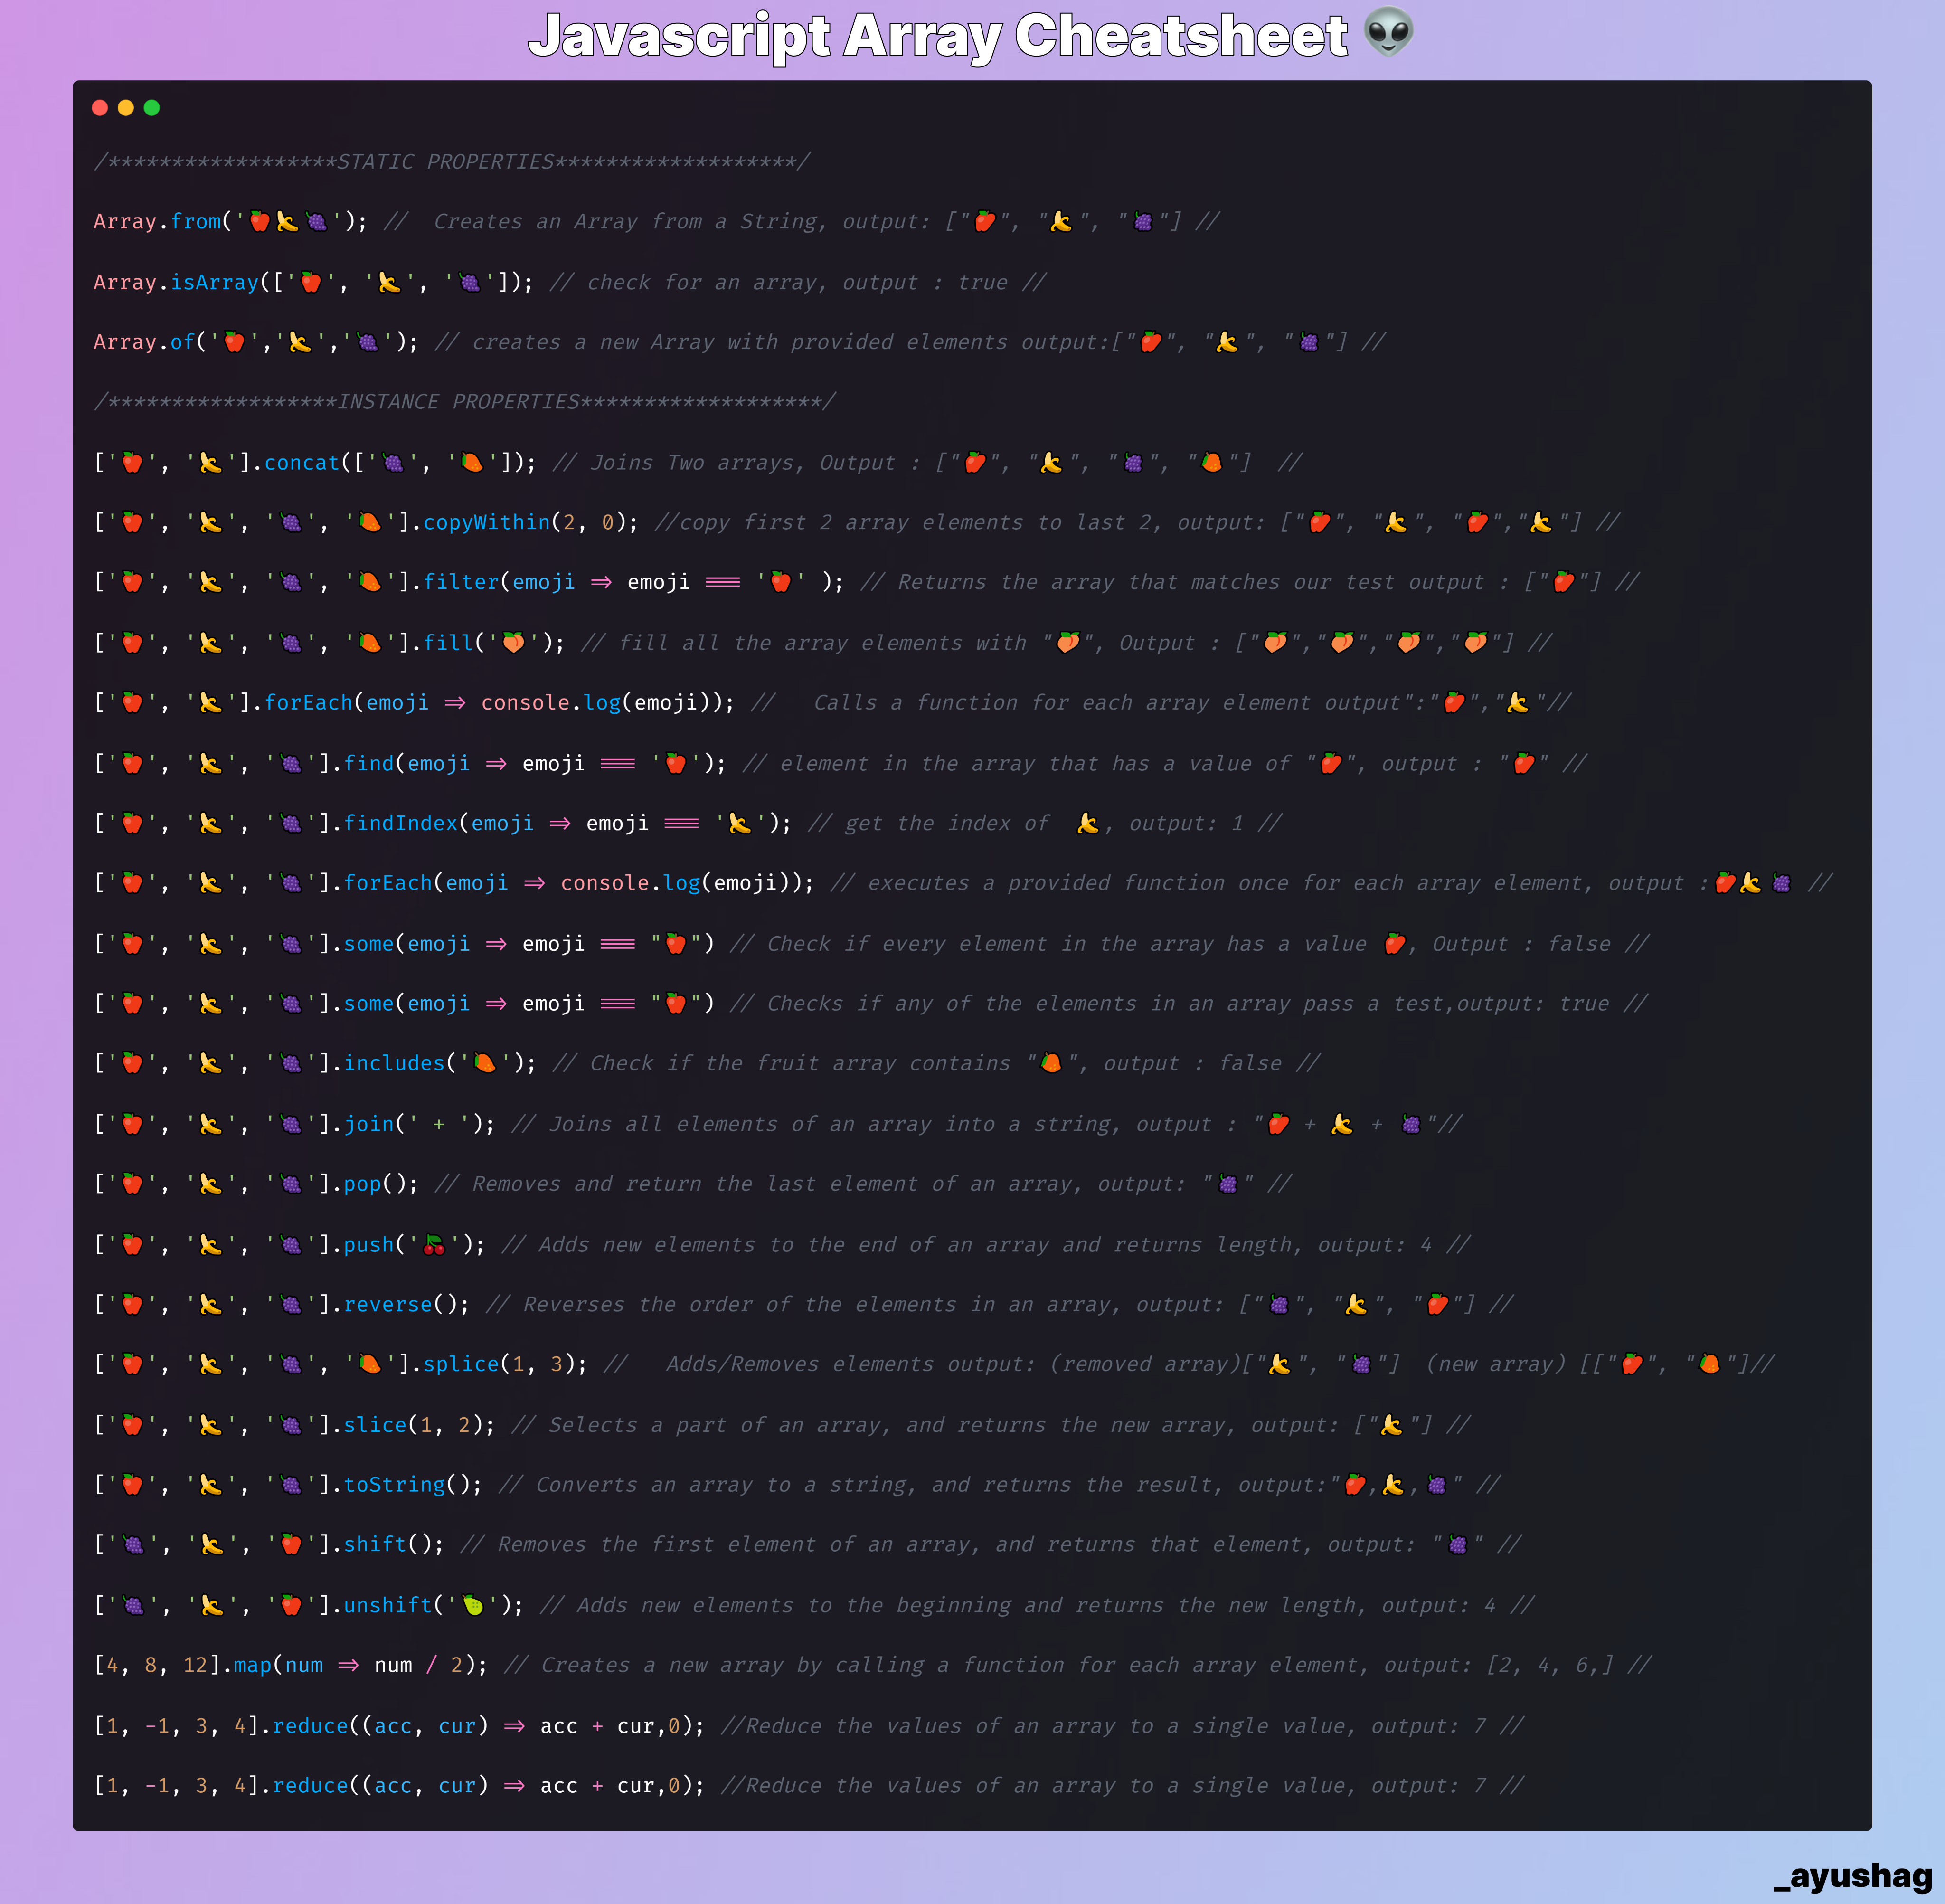 Javascript Array Cheatsheet 👽
/******************STATIC PROPERTIES*******************/
Array.from('🍎🍌🍇'); //  Creates an Array from a String, output: ["🍎", "🍌", "🍇"] //
Array.isArray(['🍎', '🍌', '🍇']); // check for an array, output : true //
Array.of('🍎','🍌','🍇'); // creates a new Array with provided elements output:["🍎", "🍌", "🍇"] //
/******************INSTANCE PROPERTIES*******************/
['🍎', '🍌'].concat(['🍇', '🥭']); // Joins Two arrays, Output : ["🍎", "🍌", "🍇", "🥭"]  //
['🍎', '🍌', '🍇', '🥭'].copyWithin(2, 0); //copy first 2 array elements to last 2, output: ["🍎", "🍌", "🍎","🍌"] //
['🍎', '🍌', '🍇', '🥭'].filter(emoji => emoji === '🍎' ); // Returns the array that matches our test output : ["🍎"] //
['🍎', '🍌', '🍇', '🥭'].fill('🍑'); // fill all the array elements with "🍑", Output : ["🍑","🍑","🍑","🍑"] //
['🍎', '🍌'].forEach(emoji => console.log(emoji)); //   Calls a function for each array element output":"🍎","🍌"//
['🍎', '🍌', '🍇'].find(emoji => emoji === '🍎'); // element in the array that has a value of "🍎", output : "🍎" //
['🍎', '🍌', '🍇'].findIndex(emoji => emoji === '🍌'); // get the index of  🍌, output: 1 //
['🍎', '🍌', '🍇'].forEach(emoji => console.log(emoji)); // executes a provided function once for each array element, output :🍎🍌🍇 //
['🍎', '🍌', '🍇'].some(emoji => emoji === "🍎") // Check if every element in the array has a value 🍎, Output : false //
['🍎', '🍌', '🍇'].some(emoji => emoji === "🍎") // Checks if any of the elements in an array pass a test,output: true //
['🍎', '🍌', '🍇'].includes('🥭'); // Check if the fruit array contains "🥭", output : false //
['🍎', '🍌', '🍇'].join(' + '); // Joins all elements of an array into a string, output : "🍎 + 🍌 + 🍇"//
['🍎', '🍌', '🍇'].pop(); // Removes and return the last element of an array, output: "🍇" //
['🍎', '🍌', '🍇'].push('🍒'); // Adds new elements to the end of an array and returns length, output: 4 //
['🍎', '🍌', '🍇'].reverse(); // Reverses the order of the elements in an array, output: ["🍇", "🍌", "🍎"] //
['🍎', '🍌', '🍇', '🥭'].splice(1, 3); //   Adds/Removes elements output: (removed array)["🍌", "🍇"]  (new array) [["🍎", "🥭"]//
['🍎', '🍌', '🍇'].slice(1, 2); // Selects a part of an array, and returns the new array, output: ["🍌"] //
['🍎', '🍌', '🍇'].toString(); // Converts an array to a string, and returns the result, output:"🍎,🍌,🍇" //
['🍇', '🍌', '🍎'].shift(); // Removes the first element of an array, and returns that element, output: "🍇" //
['🍇', '🍌', '🍎'].unshift('🍐'); // Adds new elements to the beginning and returns the new length, output: 4 //
[4, 8, 12].map(num => num / 2); // Creates a new array by calling a function for each array element, output: [2, 4, 6,] //
[1, -1, 3, 4].reduce((acc, cur) => acc + cur,0); //Reduce the values of an array to a single value, output: 7 //
[1, -1, 3, 4].reduce((acc, cur) => acc + cur,0); //Reduce the values of an array to a single value, output: 7 //
_ayushag